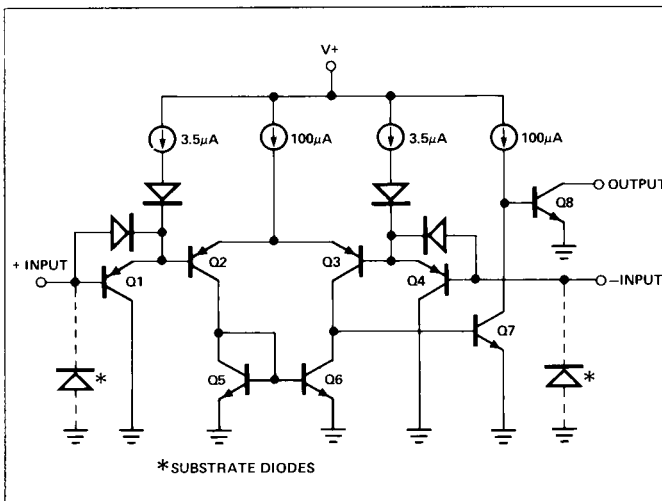 V+
3.5µA
100µA
3.5µA
100µA
OUTPUT
Q8
+ INPUT
Q1
Q2
Q3
Q4
–INPUT
Q7
Q5
Q6
*
*
*SUBSTRATE DIODES